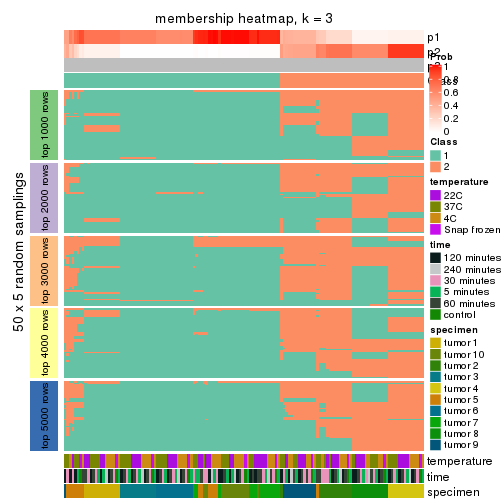 membership heatmap, k = 3
p1
p2
p3
Prob
1
0.8
0.6
0.4
0.2
0
Class
1
2
temperature
22C
37C
4C
Snap frozen
time
120 minutes
240 minutes
30 minutes
5 minutes
60 minutes
control
specimen
tumor 1
tumor 10
tumor 2
tumor 3
tumor 4
tumor 5
tumor 6
tumor 7
tumor 8
tumor 9
50 x 5 random samplings
top 1000 rows
top 2000 rows
top 3000 rows
top 4000 rows
top 5000 rows
temperature
time
specimen